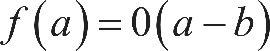 f(a) = 0(a − b)